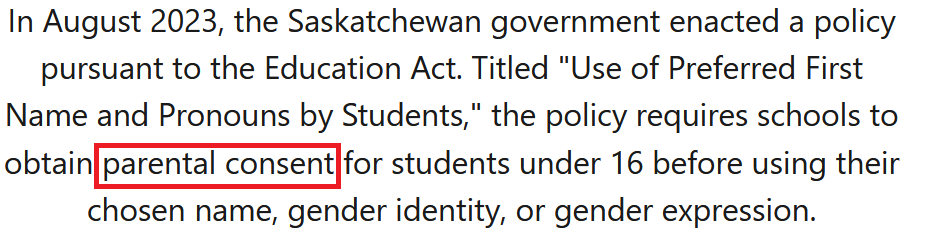 In August 2023, the Saskatchewan government enacted a policy
pursuant to the Education Act. Titled "Use of Preferred First
Name and Pronouns by Students," the policy requires schools to
obtain parental consent for students under 16 before using their
chosen name, gender identity, or gender expression.